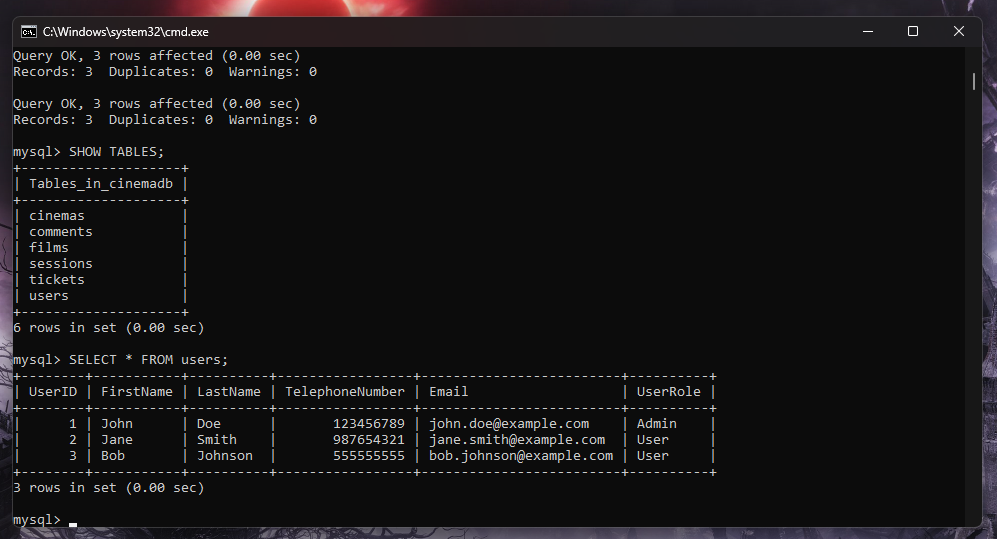 C:\Windows\system32\cmd.exe
Query OK, 3 rows affected (0.00 sec)
Records: 3  Duplicates: 0  Warnings: 0

Query OK, 3 rows affected (0.00 sec)
Records: 3  Duplicates: 0  Warnings: 0

mysql> SHOW TABLES;
+--------------------+
| Tables_in_cinemadb |
+--------------------+
| cinemas            |
| comments           |
| films              |
| sessions           |
| tickets            |
| users              |
+--------------------+
6 rows in set (0.00 sec)

mysql> SELECT * FROM users;
+--------+-----------+----------+-----------------+-------------------------+----------+
| UserID | FirstName | LastName | TelephoneNumber | Email                   | UserRole |
+--------+-----------+----------+-----------------+-------------------------+----------+
|      1 | John      | Doe      |       123456789 | john.doe@example.com    | Admin    |
|      2 | Jane      | Smith    |       987654321 | jane.smith@example.com  | User     |
|      3 | Bob       | Johnson  |       555555555 | bob.johnson@example.com | User     |
+--------+-----------+----------+-----------------+-------------------------+----------+
3 rows in set (0.00 sec)

mysql>